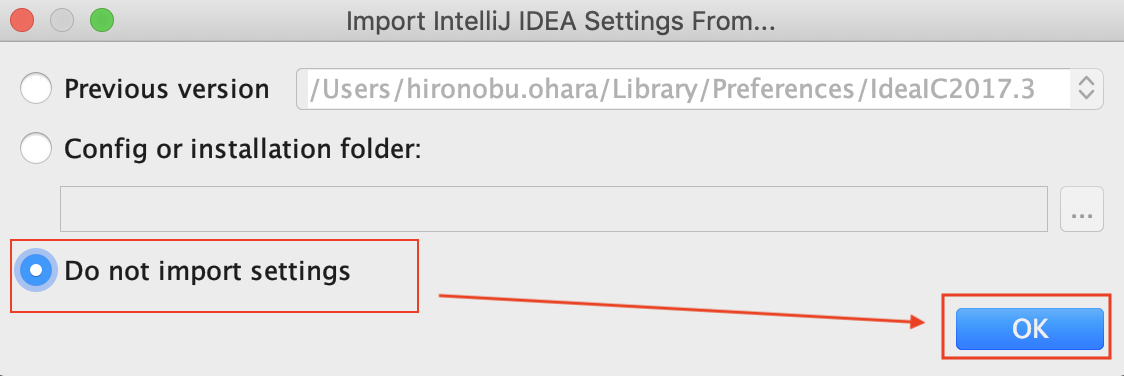 Import IntelliJ IDEA Settings From...
Previous version /Users/hironobu.ohara/Library/Preferences/IdeaIC2017.3
Config or installation folder:
...
Do not import settings
OK